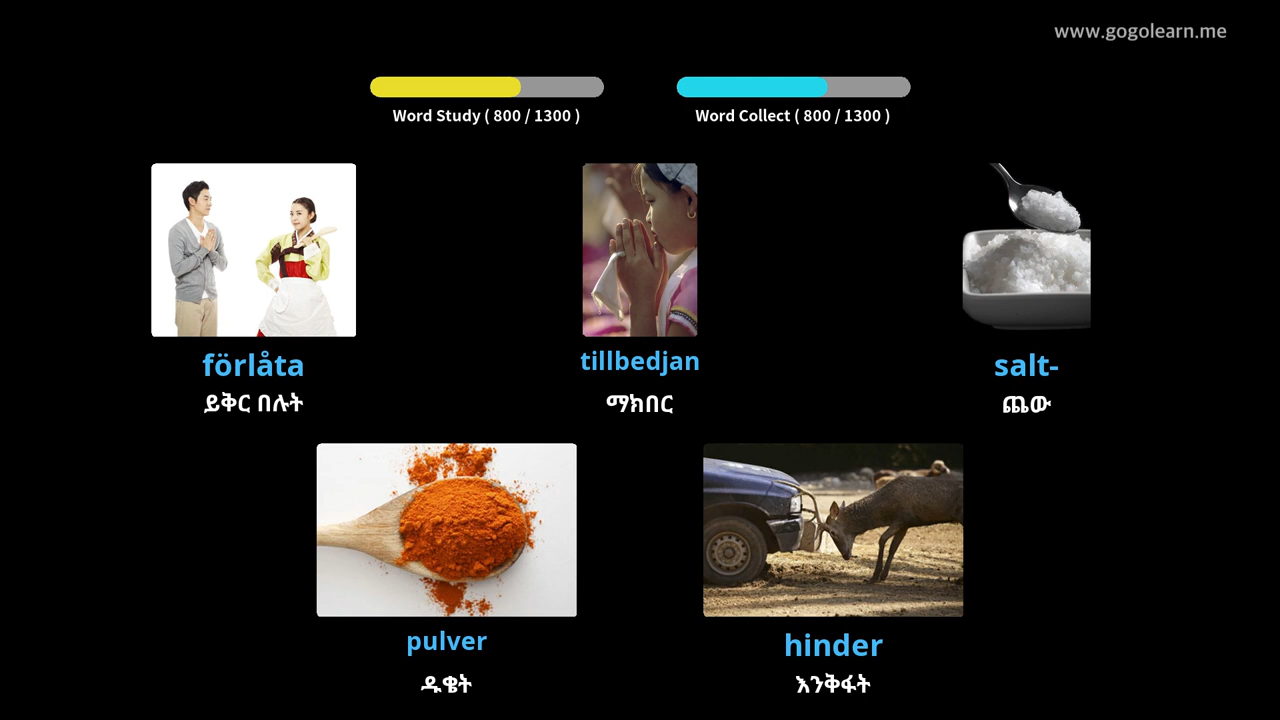 www.gogolearn.me
Word Study ( 800 / 1300 )
Word Collect ( 800 / 1300 )
förlåta
ይቅር በሉት
tillbedjan
ማክበር
salt-
ጨው
pulver
ዱቄት
hinder
እንቅፋት